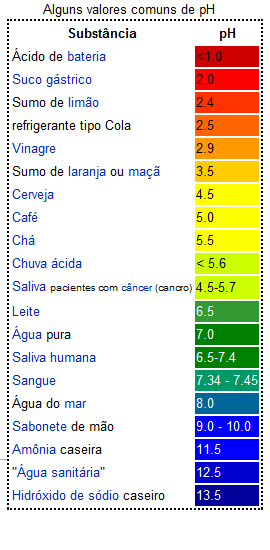 Alguns valores comuns de pH
Substância pH
Ácido de bateria <1.0
Suco gástrico 2.0
Sumo de limão 2.4
refrigerante tipo Cola 2.5
Vinagre 2.9
Sumo de laranja ou maçã 3.5
Cerveja 4.5
Café 5.0
Chá 5.5
Chuva ácida < 5.6
Saliva pacientes com câncer (cancro) 4.5-5.7
Leite 6.5
Água pura 7.0
Saliva humana 6.5-7.4
Sangue 7.34 - 7.45
Água do mar 8.0
Sabonete de mão 9.0 - 10.0
Amônia caseira 11.5
"Água sanitária" 12.5
Hidróxido de sódio caseiro 13.5